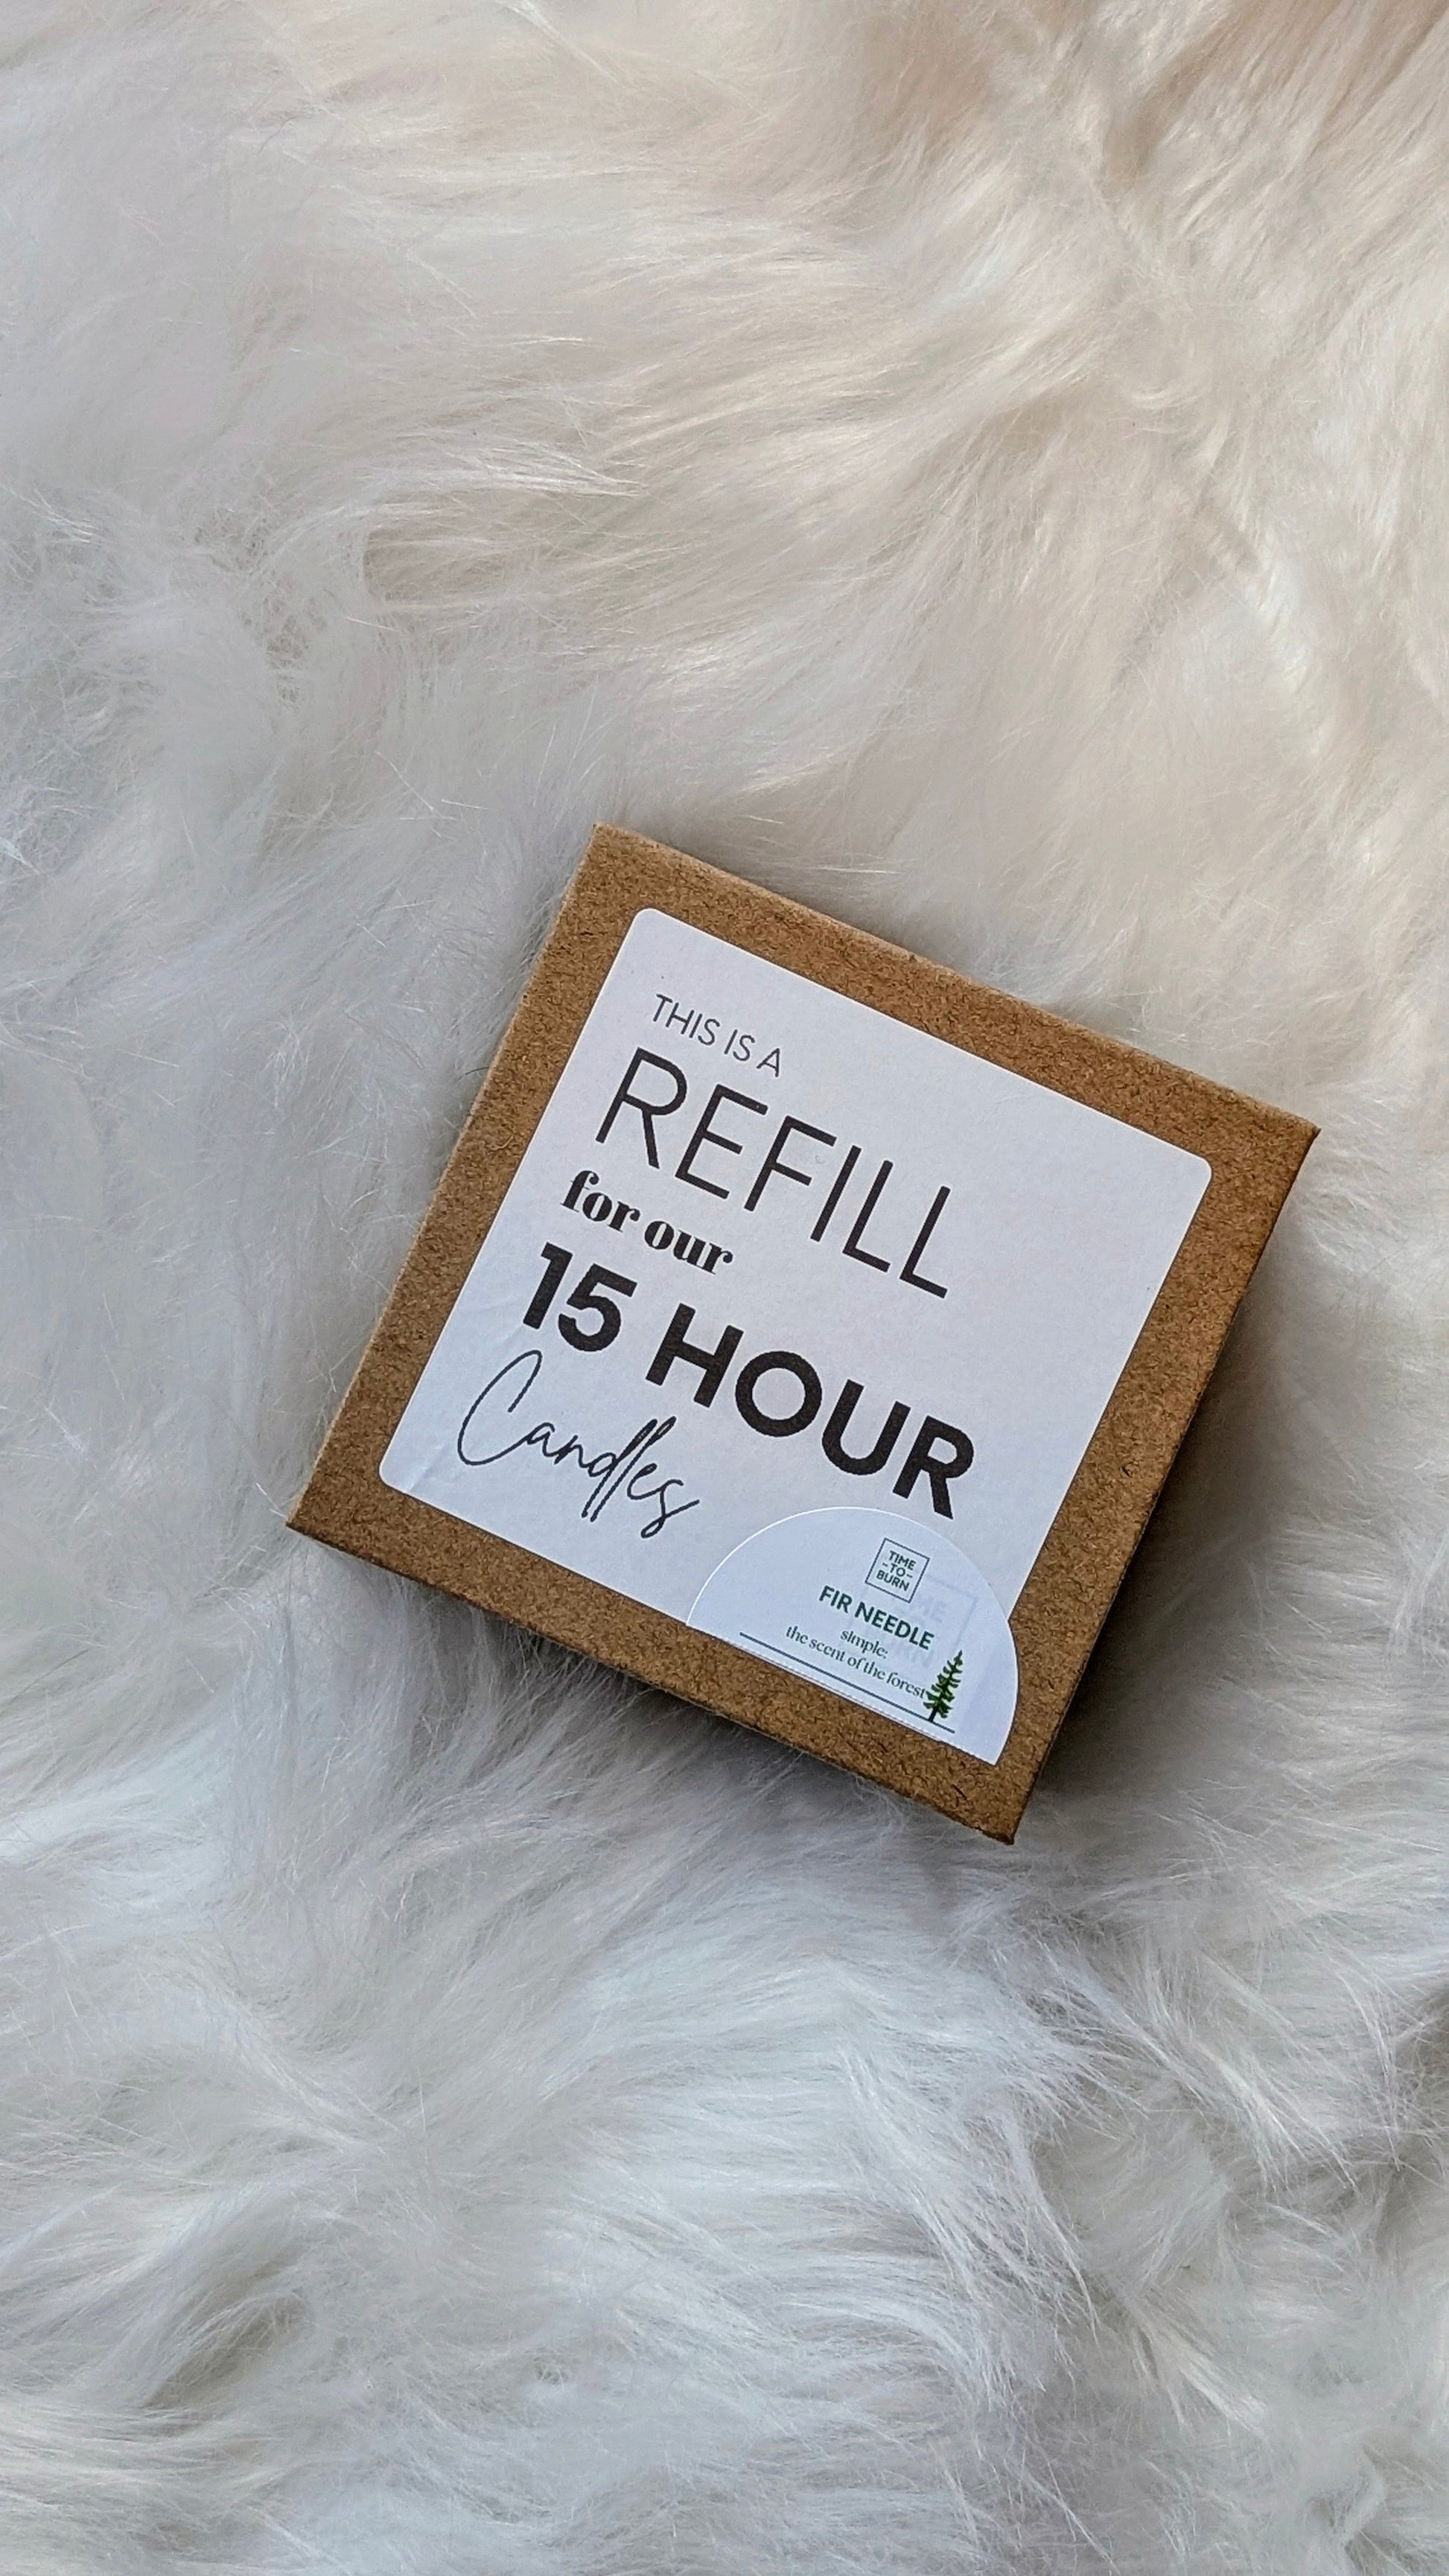 THIS IS A
REFILL
for our
15 HOUR
Candles
TIME
-TO-
BURN
FIR NEEDLE
simple:
the scent of the forest